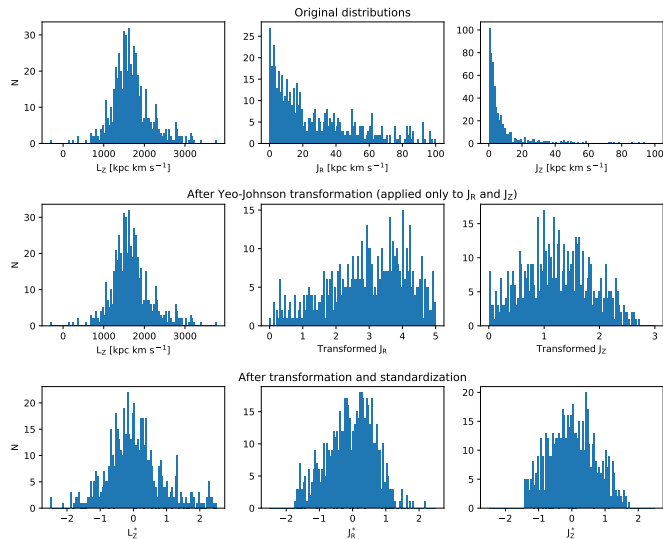 Original distributions
30
20
10
0
N
0 1000 2000 3000
L_Z [kpc km s⁻¹]
25
20
15
10
5
0
0 20 40 60 80 100
J_R [kpc km s⁻¹]
100
80
60
40
20
0
0 20 40 60 80 100
J_Z [kpc km s⁻¹]
After Yeo-Johnson transformation (applied only to J_R and J_Z)
30
20
10
0
N
0 1000 2000 3000
L_Z [kpc km s⁻¹]
15
10
5
0
0 1 2 3 4 5
Transformed J_R
15
10
5
0
0 1 2 3
Transformed J_Z
After transformation and standardization
20
15
10
5
0
N
−2 −1 0 1 2
L_Z^*
15
10
5
0
−2 −1 0 1 2
J_R^*
20
15
10
5
0
−2 −1 0 1 2
J_Z^*